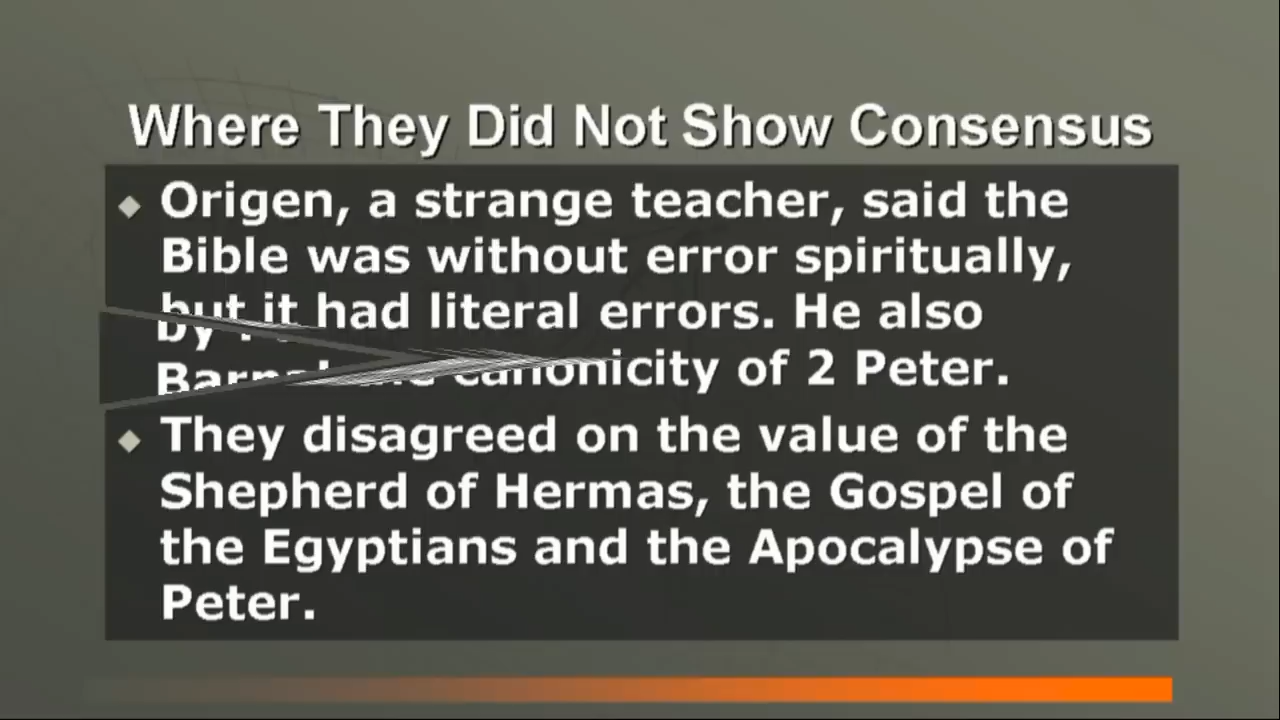 Where They Did Not Show Consensus
Origen, a strange teacher, said the
Bible was without error spiritually,
but it had literal errors. He also
canonicity of 2 Peter.
They disagreed on the value of the
Shepherd of Hermas, the Gospel of
the Egyptians and the Apocalypse of
Peter.